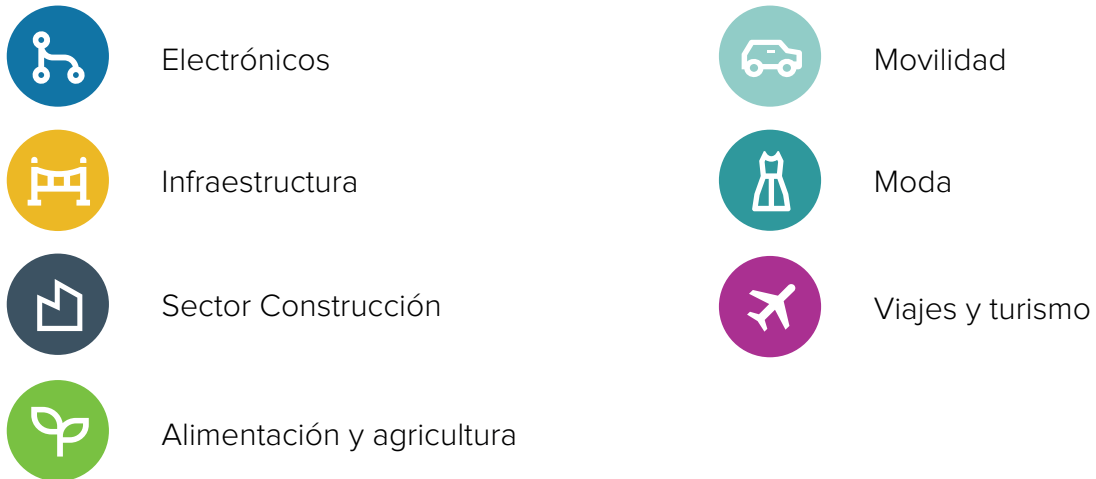 Electrónicos
Infraestructura
Sector Construcción
Alimentación y agricultura
Movilidad
Moda
Viajes y turismo